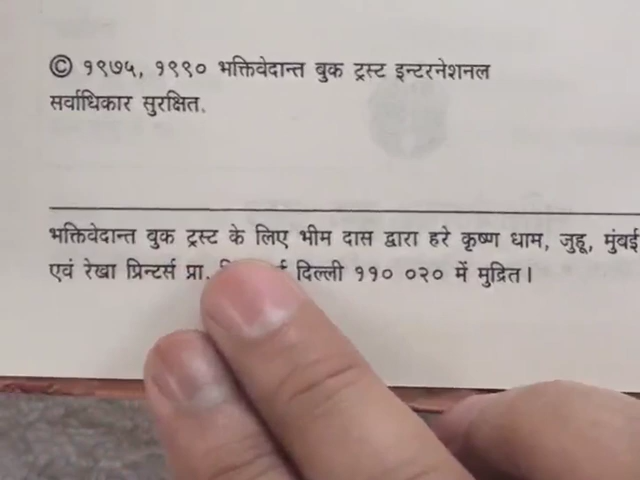 © १९७५, १९९० भक्तिवेदान्त बुक ट्रस्ट इन्टरनेशनल
सर्वाधिकार सुरक्षित.
भक्तिवेदान्त बुक ट्रस्ट के लिए भीम दास द्वारा हरे कृष्ण धाम, जुहू, मुंबई
एवं रेखा प्रिन्टर्स प्रा. दिल्ली ११० ०२० में मुद्रित।